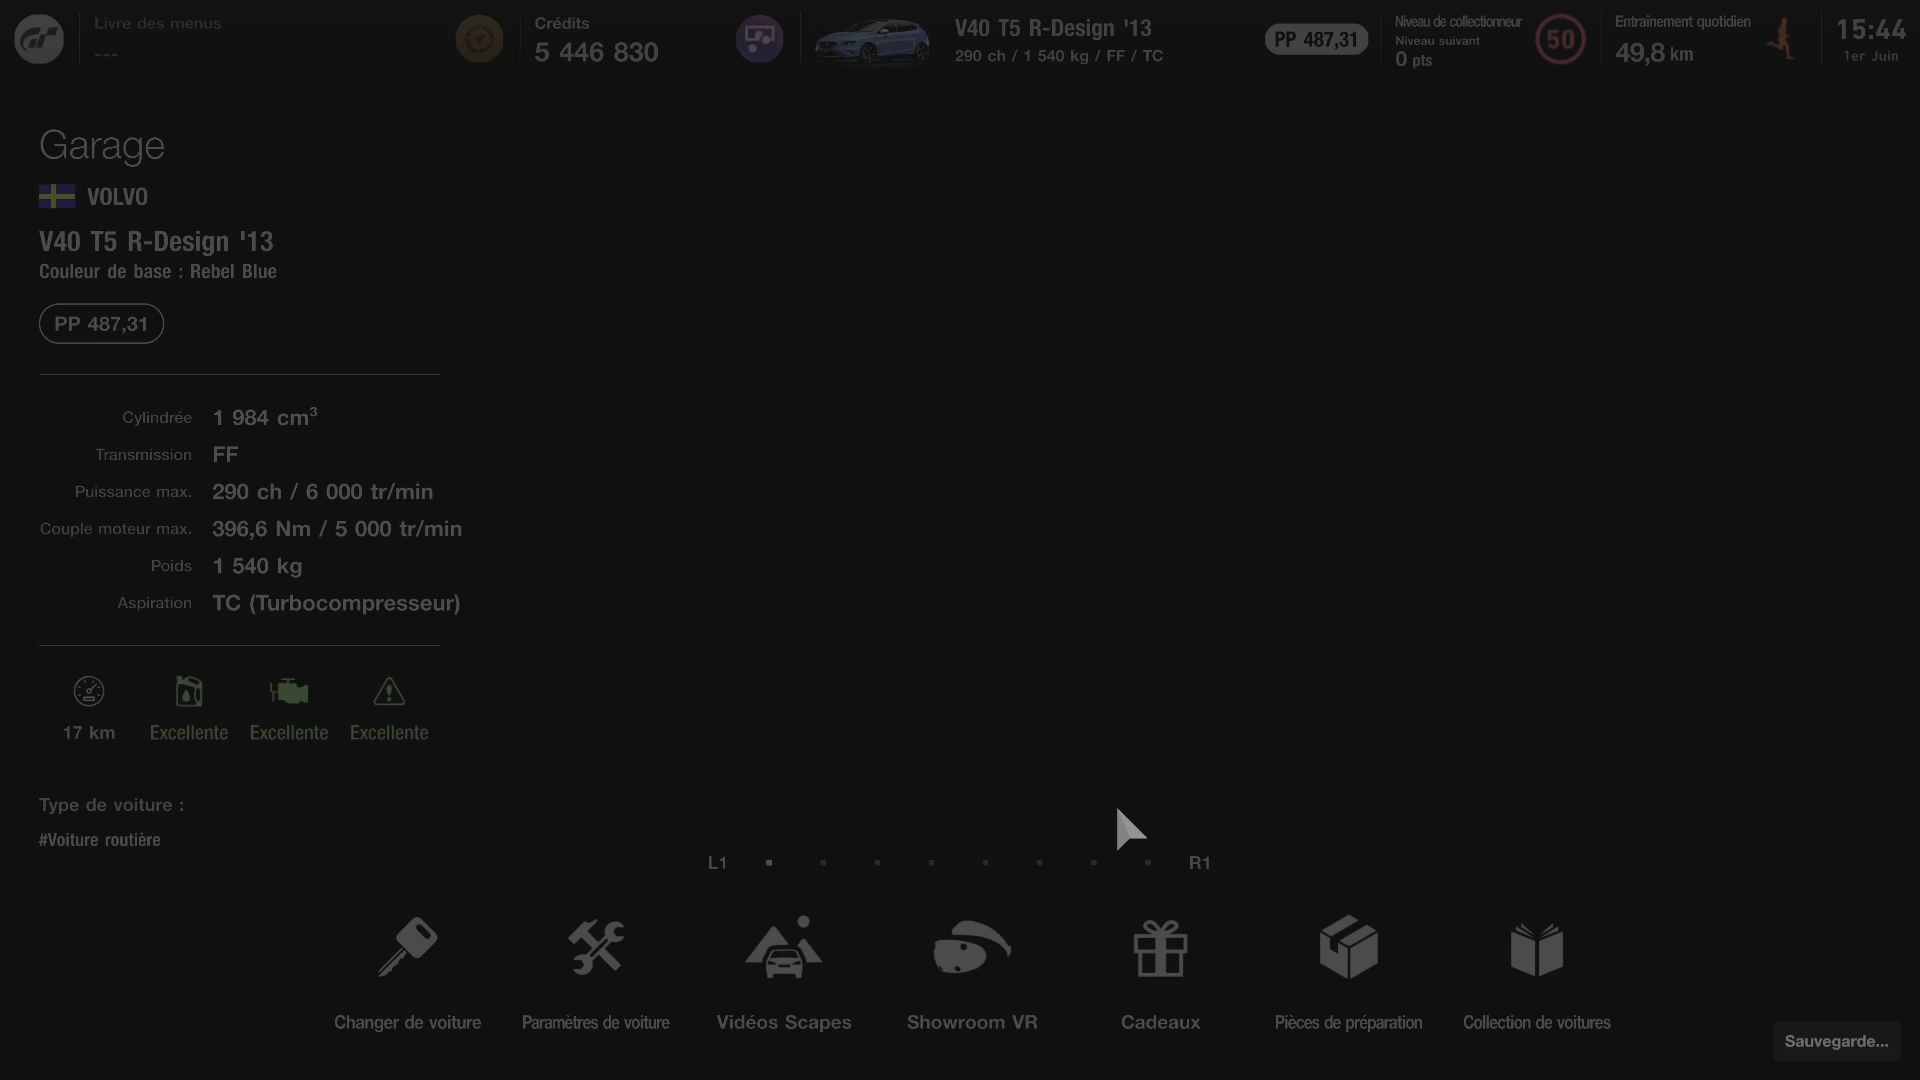 Livre des menus
---
Crédits
5 446 830
V40 T5 R-Design '13
290 ch / 1 540 kg / FF / TC
PP 487,31
Niveau de collectionneur
Niveau suivant
0 pts
50
Entraînement quotidien
49,8 km
15:44
1er Juin
Garage
VOLVO
V40 T5 R-Design '13
Couleur de base : Rebel Blue
PP 487,31
Cylindrée 1 984 cm³
Transmission FF
Puissance max. 290 ch / 6 000 tr/min
Couple moteur max. 396,6 Nm / 5 000 tr/min
Poids 1 540 kg
Aspiration TC (Turbocompresseur)
17 km Excellente Excellente Excellente
Type de voiture :
#Voiture routière
L1 R1
Changer de voiture Paramètres de voiture Vidéos Scapes Showroom VR Cadeaux Pièces de préparation Collection de voitures
Sauvegarde...